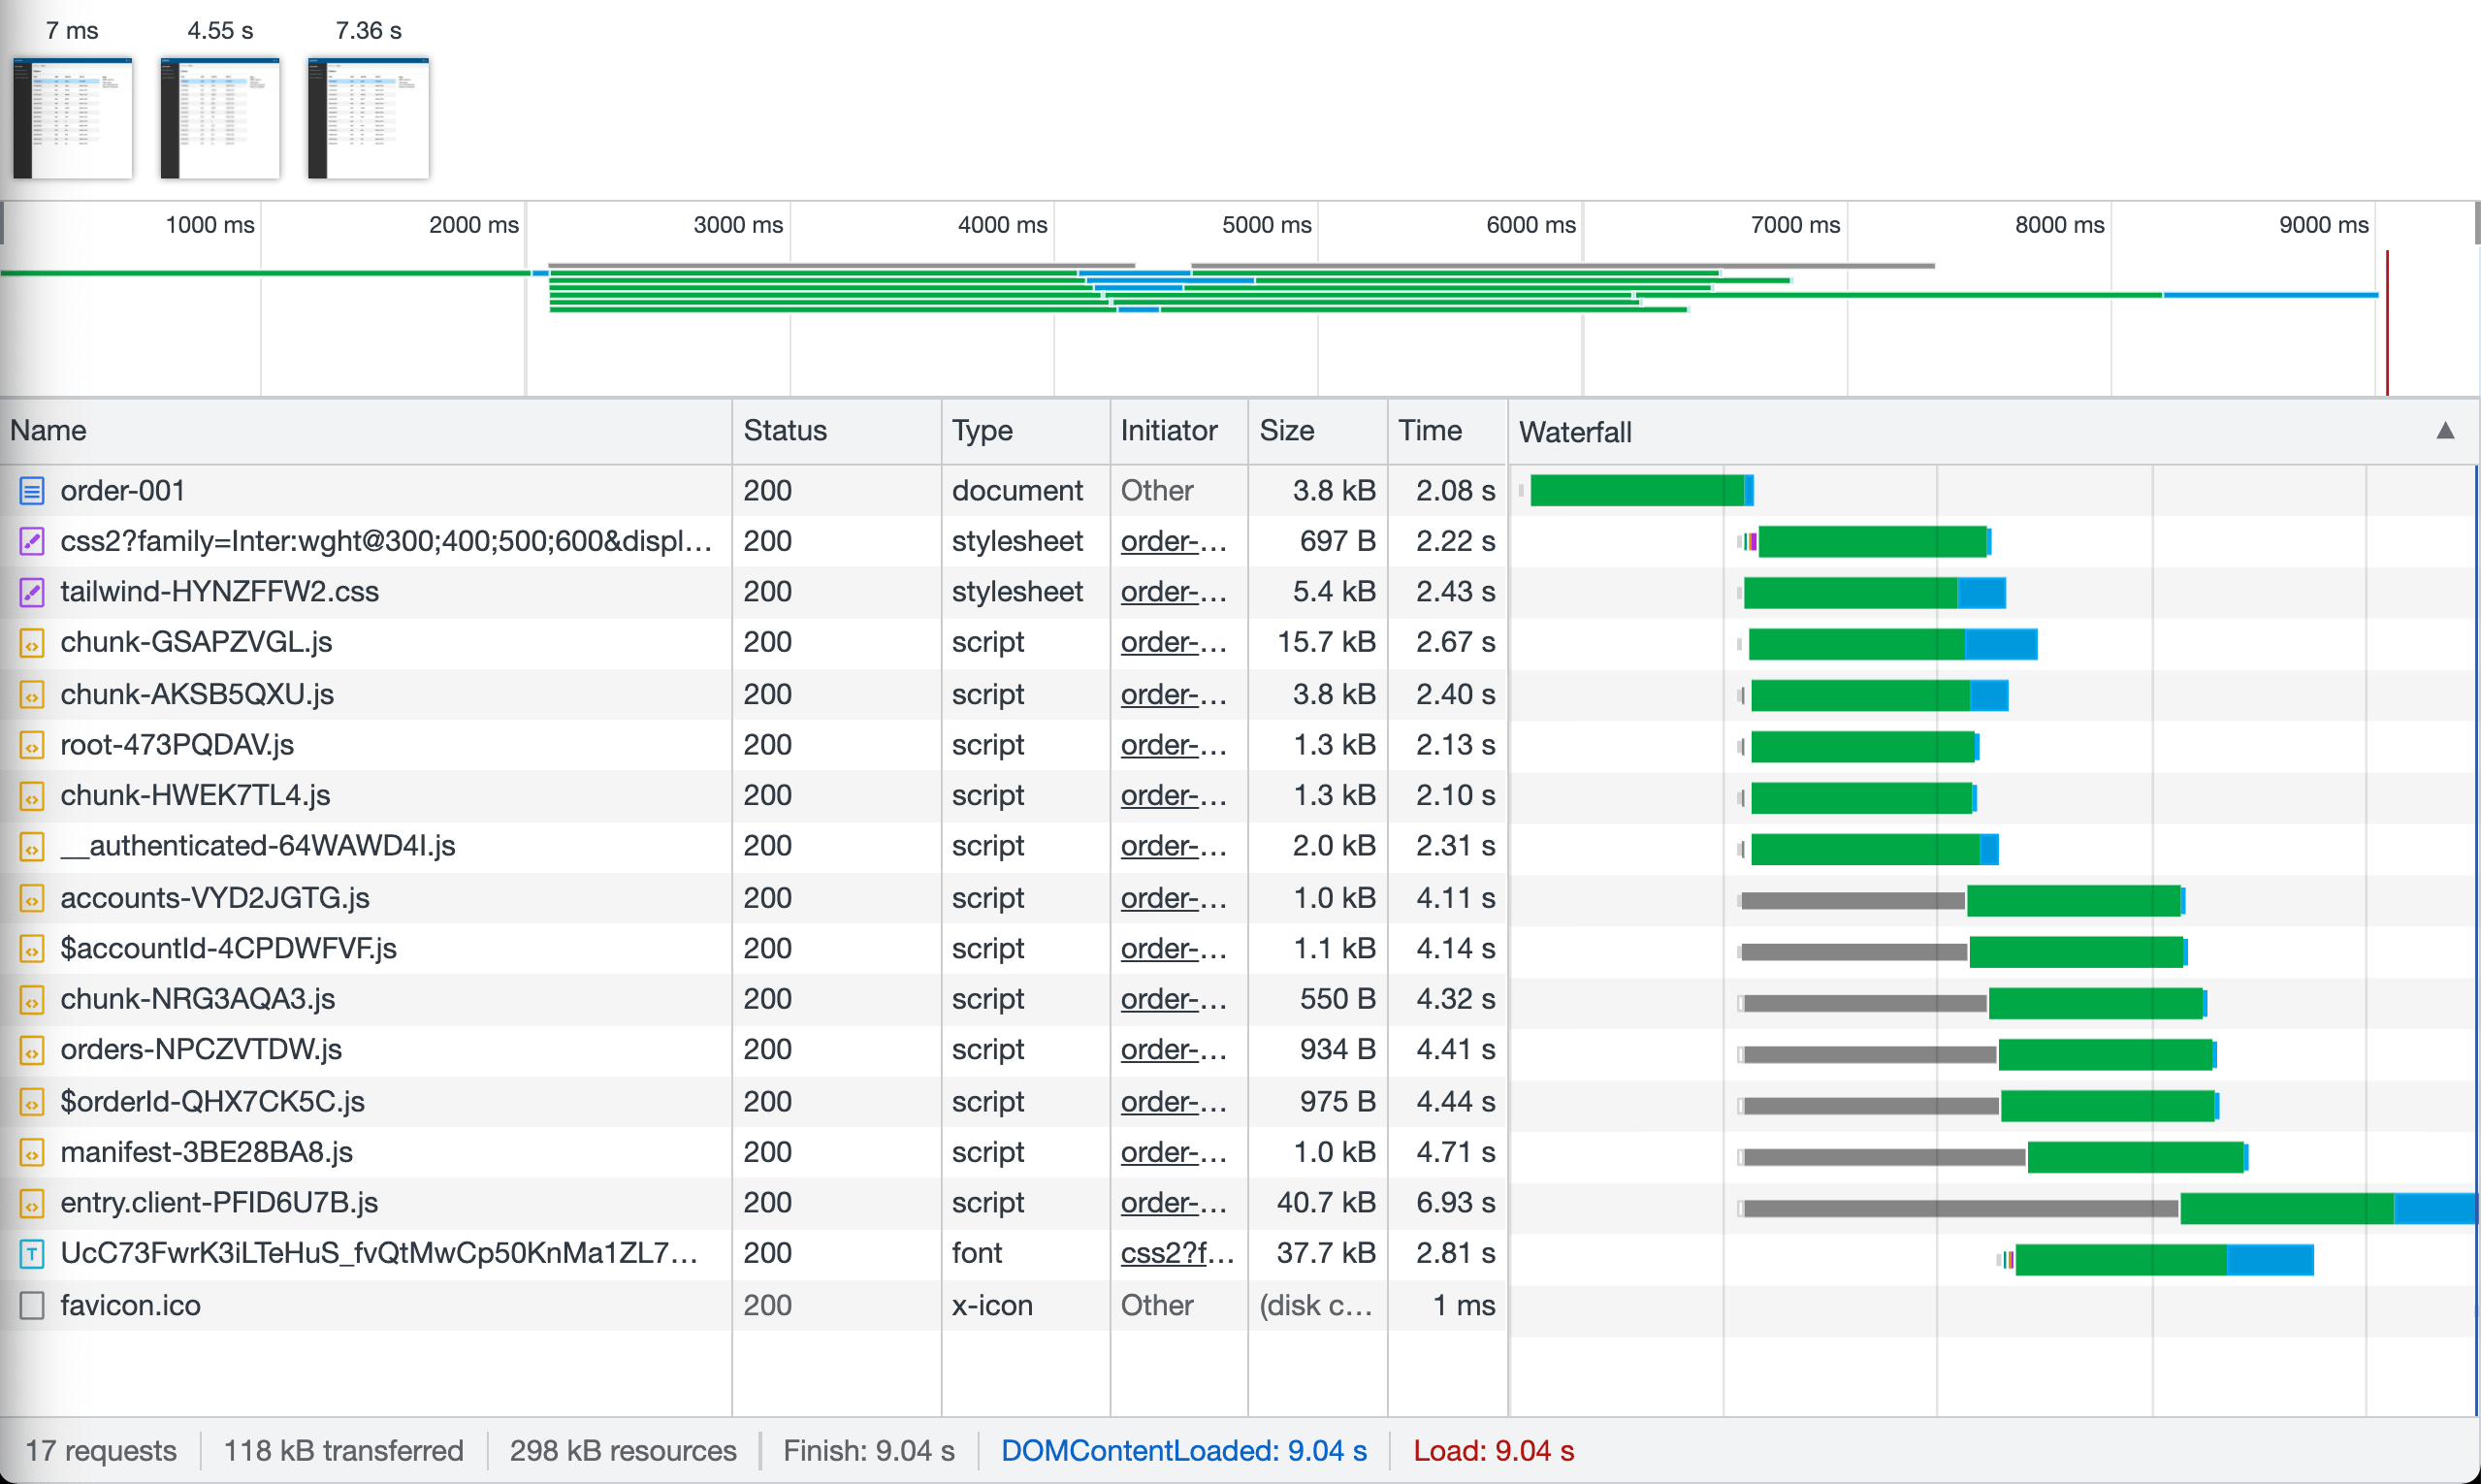 7 ms 4.55 s 7.36 s
1000 ms 2000 ms 3000 ms 4000 ms 5000 ms 6000 ms 7000 ms 8000 ms 9000 ms
Name Status Type Initiator Size Time Waterfall ▲
order-001 200 document Other 3.8 kB 2.08 s
css2?family=Inter:wght@300;400;500;600&displ... 200 stylesheet order-... 697 B 2.22 s
tailwind-HYNZFFW2.css 200 stylesheet order-... 5.4 kB 2.43 s
chunk-GSAPZVGL.js 200 script order-... 15.7 kB 2.67 s
chunk-AKSB5QXU.js 200 script order-... 3.8 kB 2.40 s
root-473PQDAV.js 200 script order-... 1.3 kB 2.13 s
chunk-HWEK7TL4.js 200 script order-... 1.3 kB 2.10 s
__authenticated-64WAWD4I.js 200 script order-... 2.0 kB 2.31 s
accounts-VYD2JGTG.js 200 script order-... 1.0 kB 4.11 s
$accountId-4CPDWFVF.js 200 script order-... 1.1 kB 4.14 s
chunk-NRG3AQA3.js 200 script order-... 550 B 4.32 s
orders-NPCZVTDW.js 200 script order-... 934 B 4.41 s
$orderId-QHX7CK5C.js 200 script order-... 975 B 4.44 s
manifest-3BE28BA8.js 200 script order-... 1.0 kB 4.71 s
entry.client-PFID6U7B.js 200 script order-... 40.7 kB 6.93 s
UcC73FwrK3iLTeHuS_fvQtMwCp50KnMa1ZL7... 200 font css2?f... 37.7 kB 2.81 s
favicon.ico 200 x-icon Other (disk c... 1 ms
17 requests 118 kB transferred 298 kB resources Finish: 9.04 s DOMContentLoaded: 9.04 s Load: 9.04 s